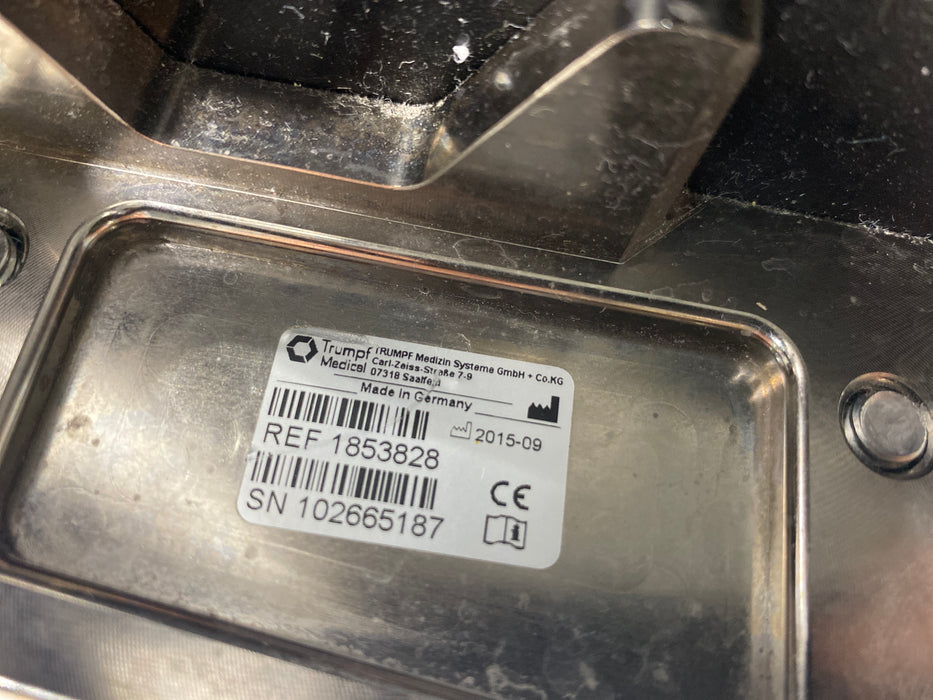 Trumpf
Medical
TRUMPF Medizin Systeme GmbH + Co.KG
Carl-Zeiss-Straße 7-9
07318 Saalfeld
Made in Germany
2015-09
REF 1853828
SN 102665187
CE
i